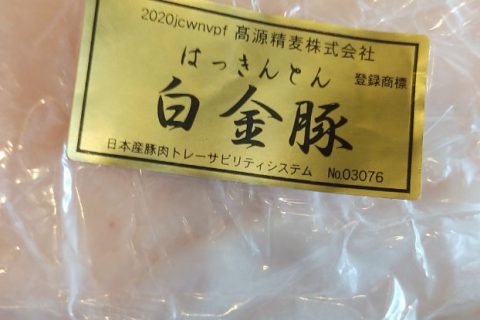 2020jcwnvpf 髙源精麦株式会社
はっきんとん 登録商標
白金豚
日本産豚肉トレーサビリティシステム No.03076